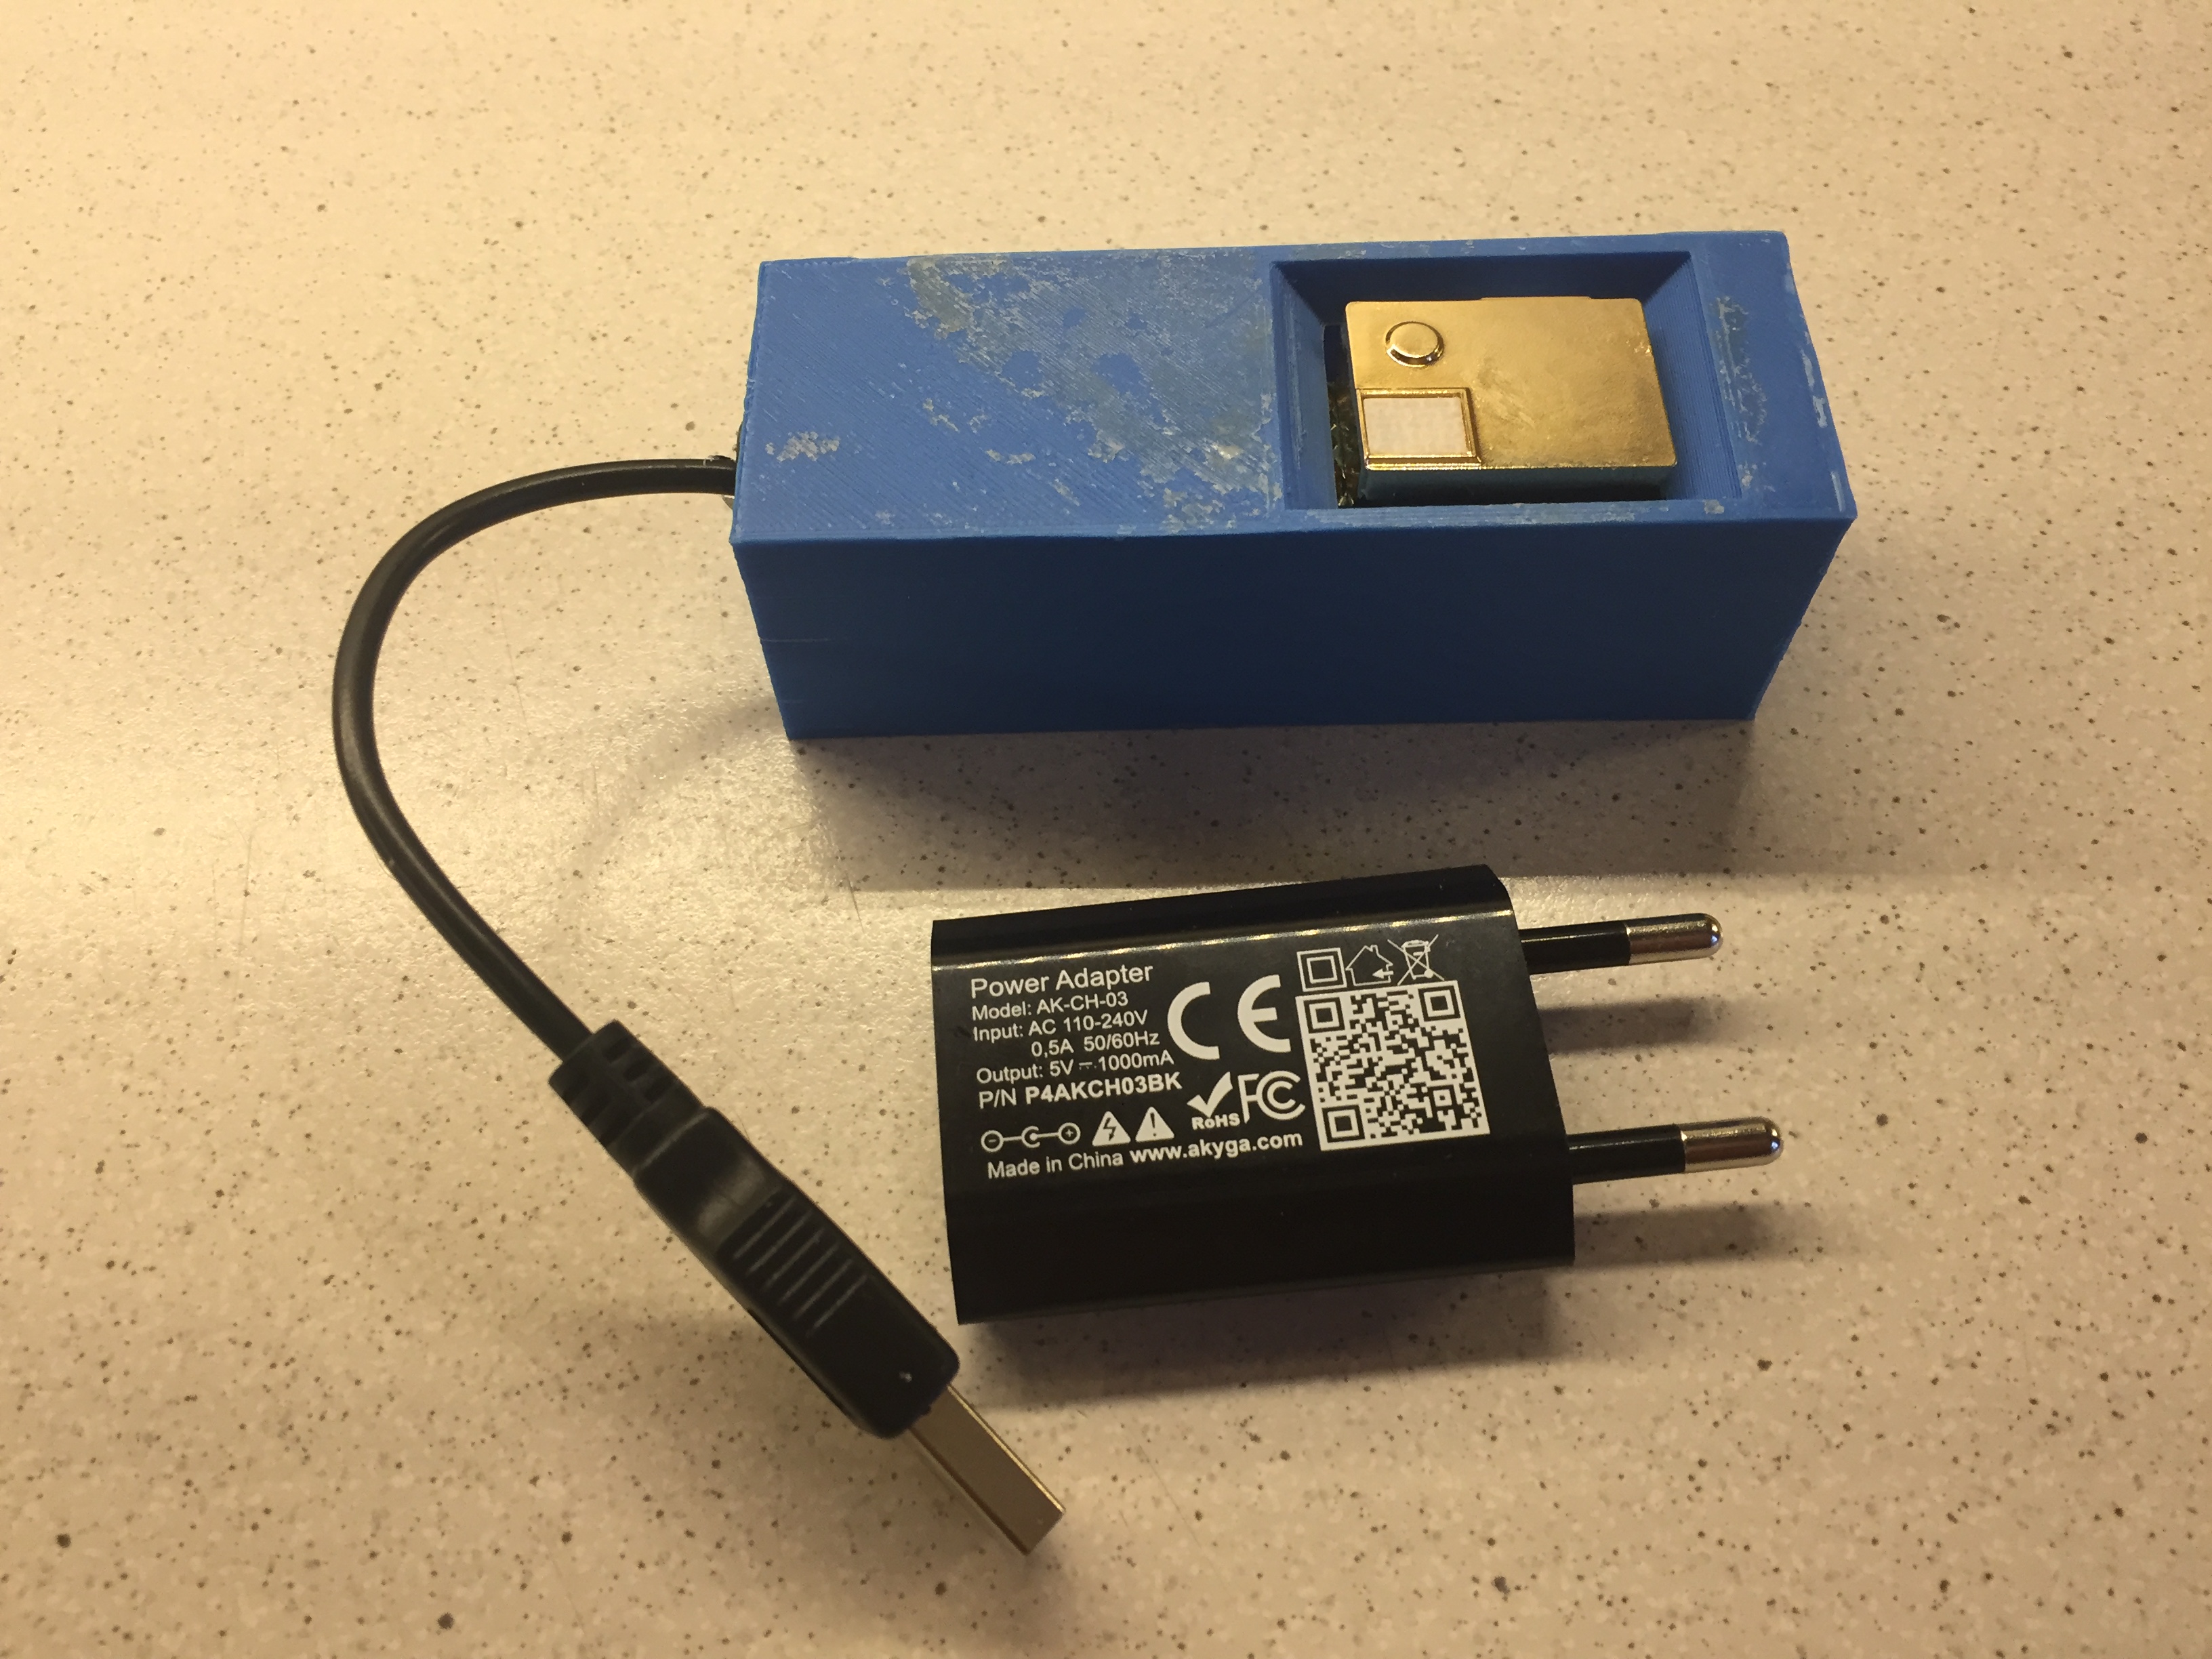 Power Adapter
Model: AK-CH-03
Input: AC 110-240V
0,5A 50/60Hz
Output: 5V ⎓ 1000mA
P/N P4AKCH03BK
CE
RoHS
FC
Made in China www.akyga.com